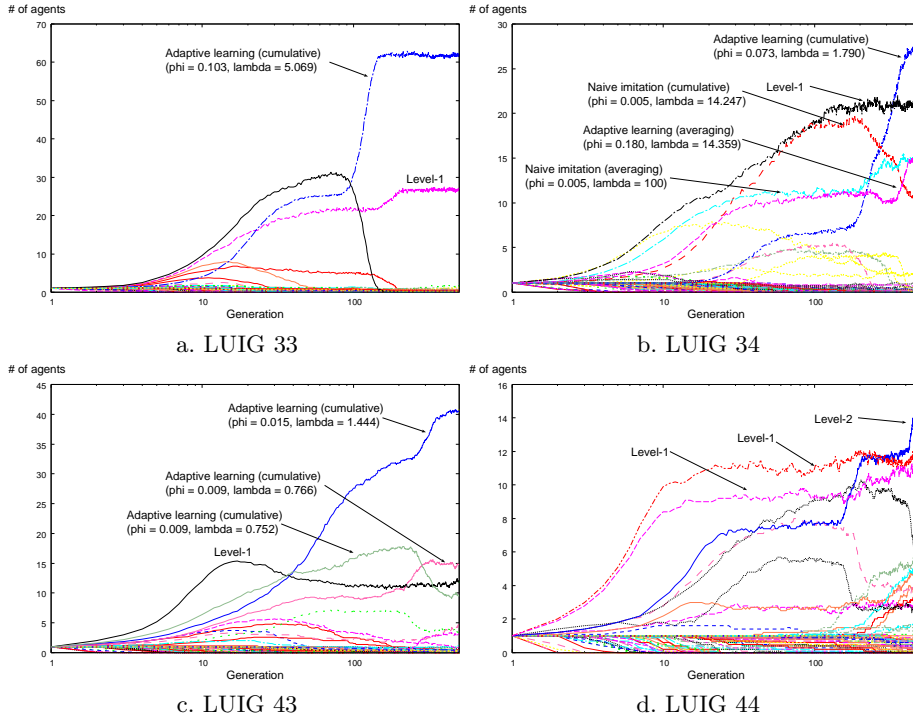 # of agents
70
60
50
40
30
20
10
0
1
10
100
Generation
Adaptive learning (cumulative)
(phi = 0.103, lambda = 5.069)
Level-1
a. LUIG 33
# of agents
30
25
20
15
10
5
0
1
10
100
Generation
Adaptive learning (cumulative)
(phi = 0.073, lambda = 1.790)
Level-1
Naive imitation (cumulative)
(phi = 0.005, lambda = 14.247)
Adaptive learning (averaging)
(phi = 0.180, lambda = 14.359)
Naive imitation (averaging)
(phi = 0.005, lambda = 100)
b. LUIG 34
# of agents
45
40
35
30
25
20
15
10
5
0
1
10
100
Generation
Adaptive learning (cumulative)
(phi = 0.015, lambda = 1.444)
Adaptive learning (cumulative)
(phi = 0.009, lambda = 0.766)
Adaptive learning (cumulative)
(phi = 0.009, lambda = 0.752)
Level-1
c. LUIG 43
# of agents
16
14
12
10
8
6
4
2
0
1
10
100
Generation
Level-2
Level-1
Level-1
d. LUIG 44